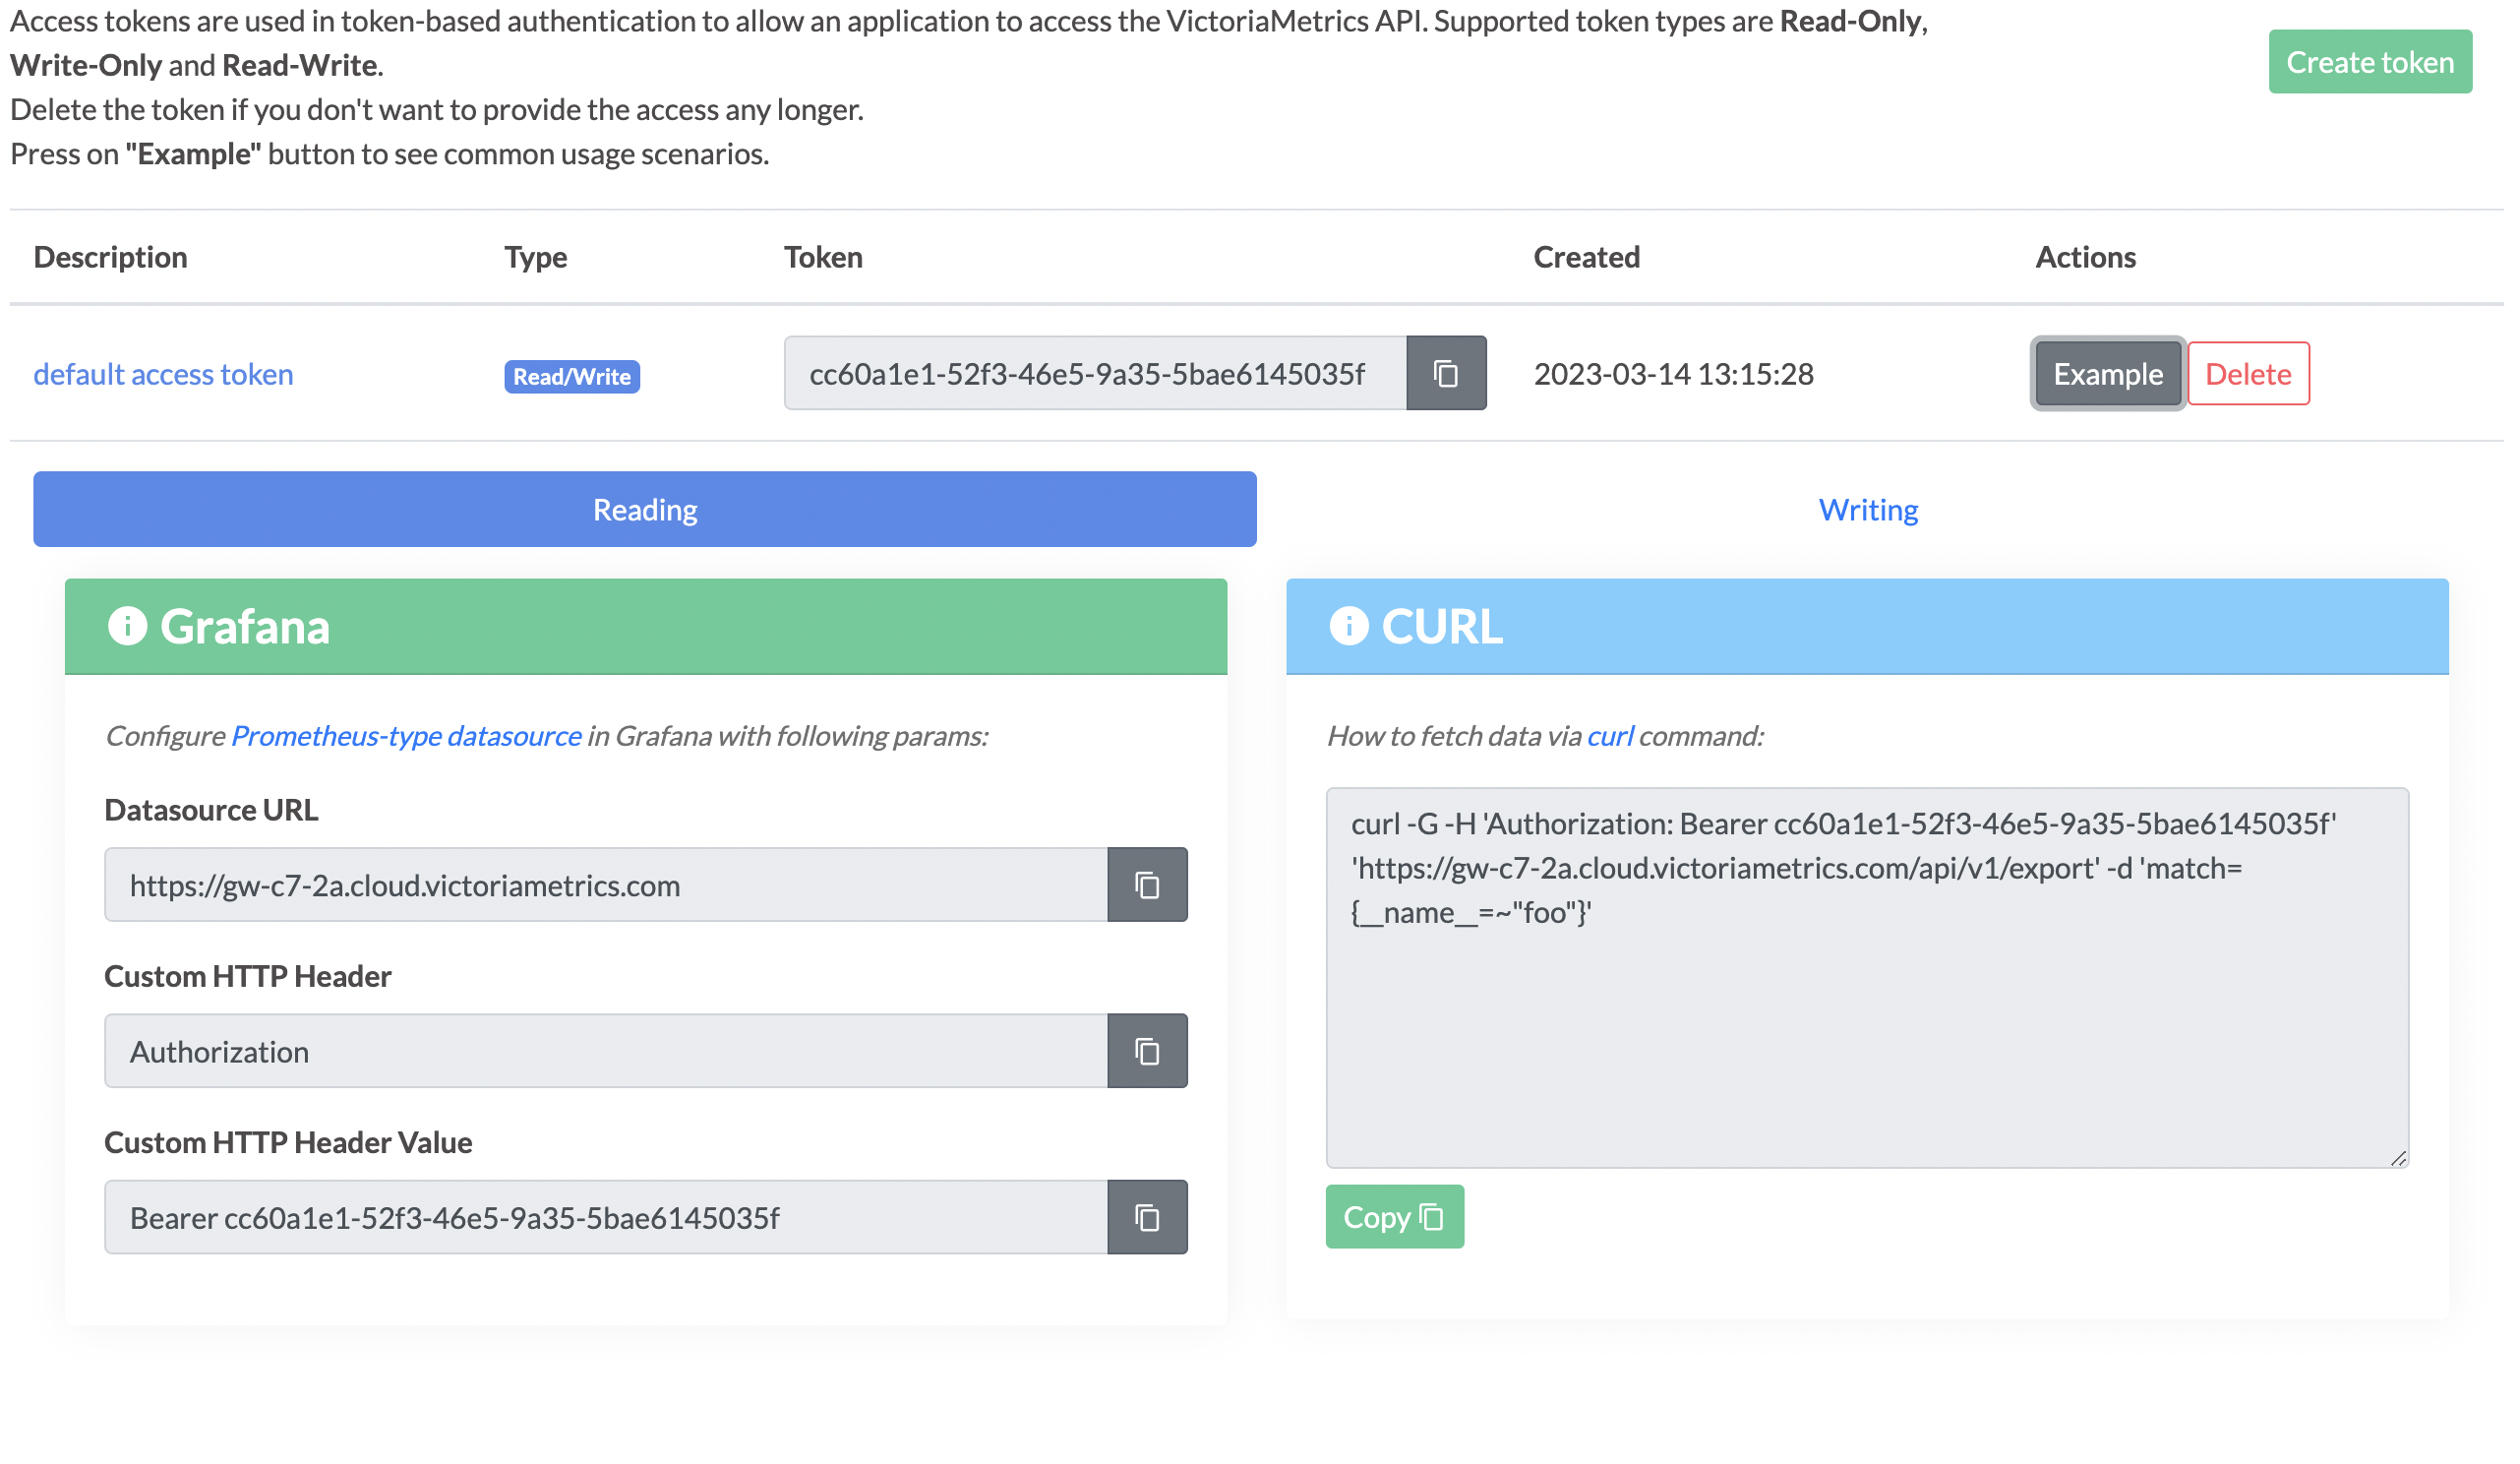 Access tokens are used in token-based authentication to allow an application to access the VictoriaMetrics API. Supported token types are Read-Only,
Write-Only and Read-Write.
Delete the token if you don't want to provide the access any longer.
Press on "Example" button to see common usage scenarios.
Create token
Description Type Token Created Actions
default access token Read/Write cc60a1e1-52f3-46e5-9a35-5bae6145035f 2023-03-14 13:15:28 Example Delete
Reading Writing
Grafana
Configure Prometheus-type datasource in Grafana with following params:
Datasource URL
https://gw-c7-2a.cloud.victoriametrics.com
Custom HTTP Header
Authorization
Custom HTTP Header Value
Bearer cc60a1e1-52f3-46e5-9a35-5bae6145035f
CURL
How to fetch data via curl command:
curl -G -H 'Authorization: Bearer cc60a1e1-52f3-46e5-9a35-5bae6145035f'
'https://gw-c7-2a.cloud.victoriametrics.com/api/v1/export' -d 'match=
{__name__=~"foo"}'
Copy